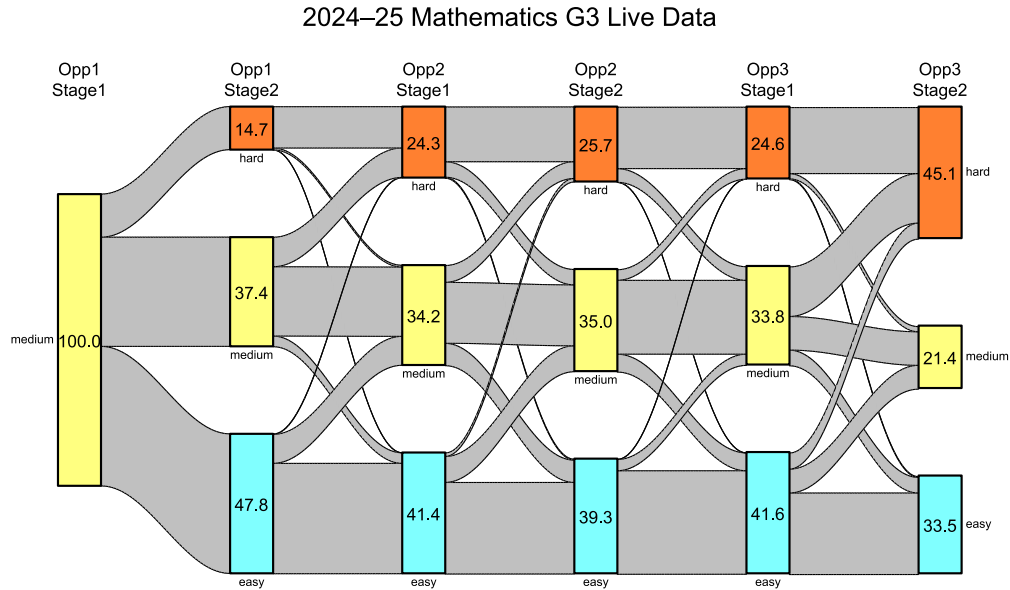 2024–25 Mathematics G3 Live Data
Opp1
Stage1
Opp1
Stage2
Opp2
Stage1
Opp2
Stage2
Opp3
Stage1
Opp3
Stage2
14.7
hard
24.3
hard
25.7
hard
24.6
hard
45.1
hard
medium
100.0
37.4
medium
34.2
medium
35.0
medium
33.8
medium
21.4
medium
47.8
easy
41.4
easy
39.3
easy
41.6
easy
33.5
easy